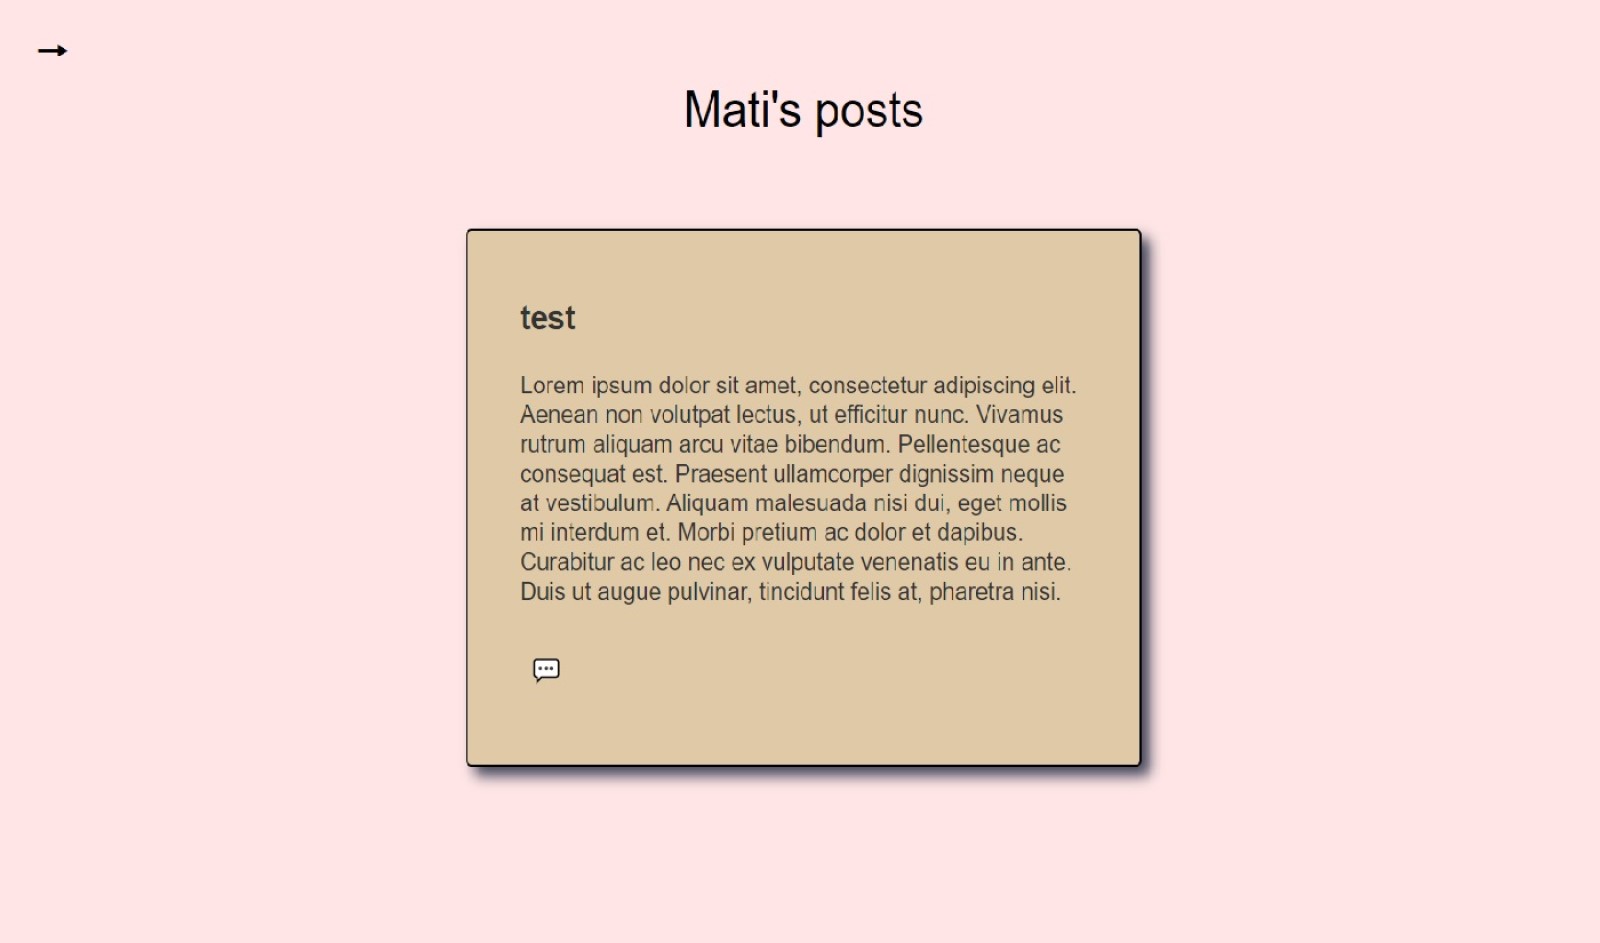 Mati's posts
test
Lorem ipsum dolor sit amet, consectetur adipiscing elit.
Aenean non volutpat lectus, ut efficitur nunc. Vivamus
rutrum aliquam arcu vitae bibendum. Pellentesque ac
consequat est. Praesent ullamcorper dignissim neque
at vestibulum. Aliquam malesuada nisi dui, eget mollis
mi interdum et. Morbi pretium ac dolor et dapibus.
Curabitur ac leo nec ex vulputate venenatis eu in ante.
Duis ut augue pulvinar, tincidunt felis at, pharetra nisi.